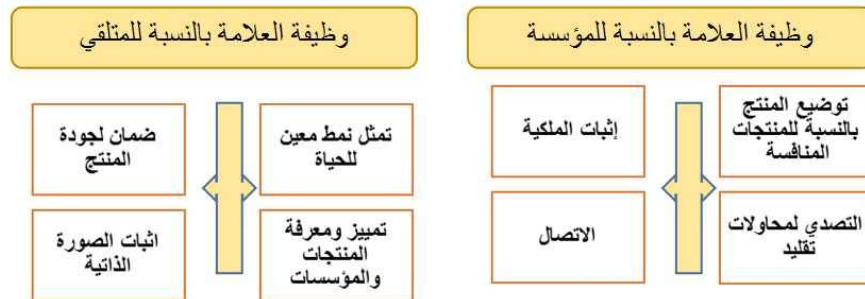 وظيفة العلامة بالنسبة للمؤسسة
توضيع المنتج
بالنسبة للمنتجات
المنافسة
إثبات الملكية
التصدي لمحاولات
تقليد
الاتصال
وظيفة العلامة بالنسبة للمتلقي
تمثل نمط معين
للحياة
ضمان لجودة
المنتج
تمييز ومعرفة
المنتجات
والمؤسسات
اثبات الصورة
الذاتية